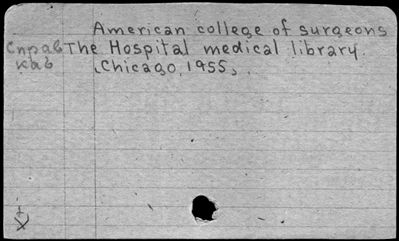 American college of surgeons
Справ The Hospital medical library.
каб Chicago, 1955,